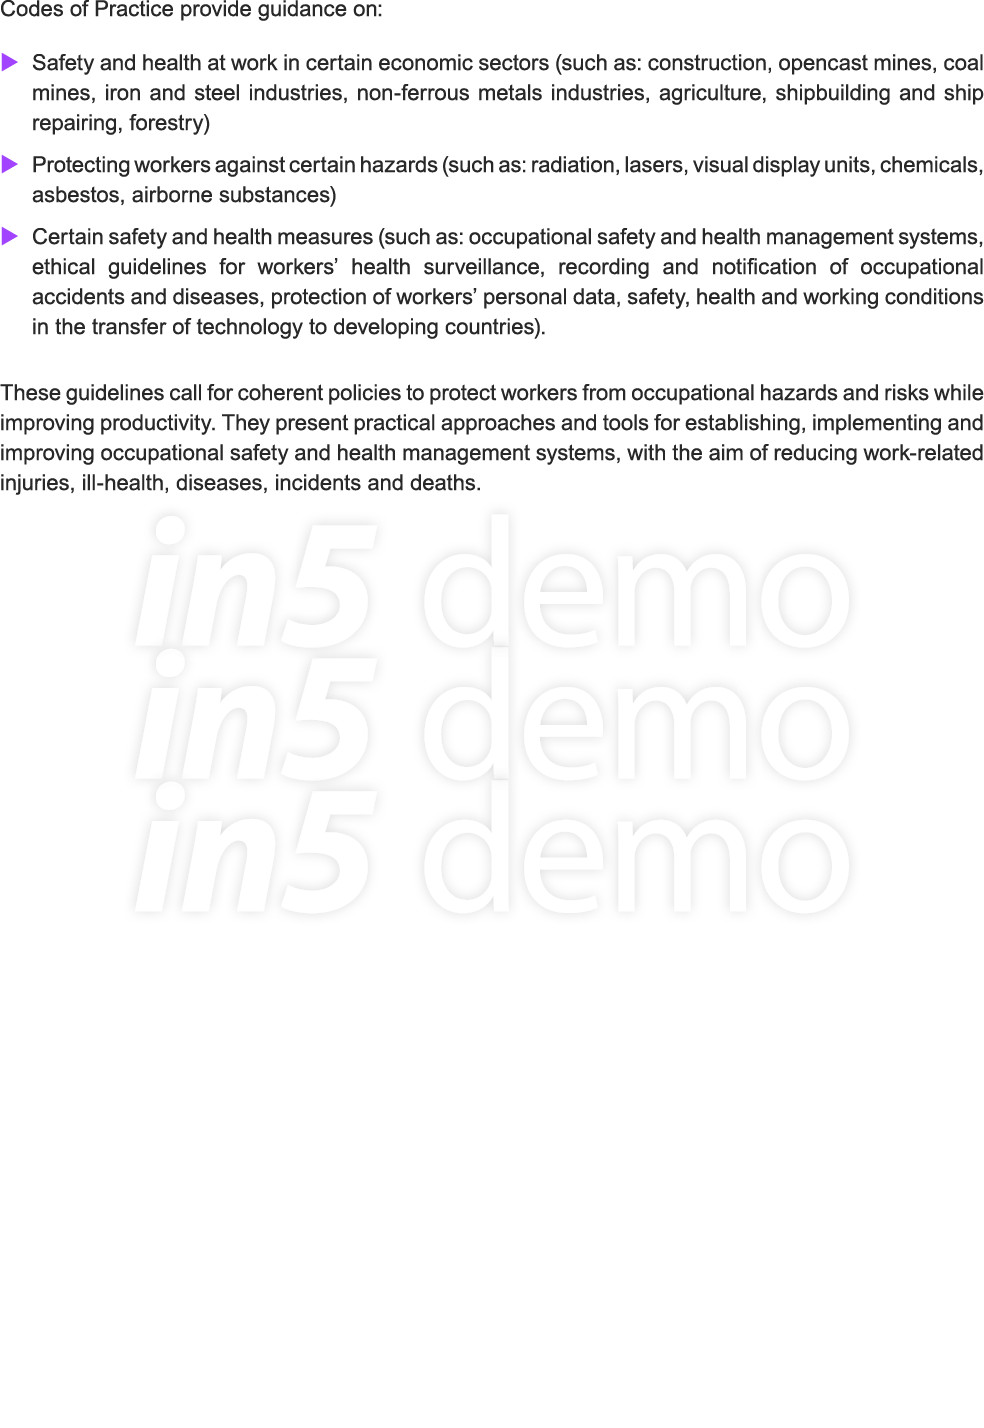 Codes of Practice provide guidance on:
Safety and health at work in certain economic sectors (such as: construction, opencast mines, coal
mines, iron and steel industries, non-ferrous metals industries, agriculture, shipbuilding and ship
repairing, forestry)
Protecting workers against certain hazards (such as: radiation, lasers, visual display units, chemicals,
asbestos, airborne substances)
Certain safety and health measures (such as: occupational safety and health management systems,
ethical guidelines for workers’ health surveillance, recording and notification of occupational
accidents and diseases, protection of workers’ personal data, safety, health and working conditions
in the transfer of technology to developing countries).
These guidelines call for coherent policies to protect workers from occupational hazards and risks while
improving productivity. They present practical approaches and tools for establishing, implementing and
improving occupational safety and health management systems, with the aim of reducing work-related
injuries, ill-health, diseases, incidents and deaths.
in5 demo
in5 demo
in5 demo